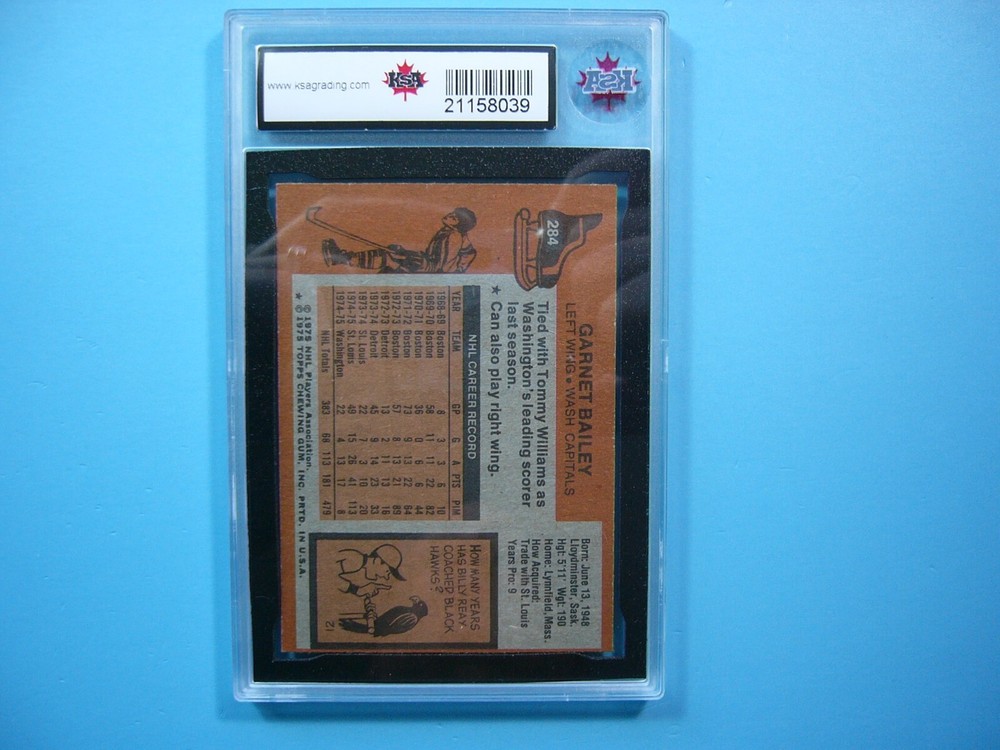 www.ksagrading.com
KSA
21158039
KSA
284
GARNET BAILEY
LEFT WING • WASH CAPITALS
Tied with Tommy Williams as
Washington's leading scorer
last season.
★ Can also play right wing.
NHL CAREER RECORD
YEAR TEAM GP G A PTS PIM
1968-69 Boston 8 3 3 6 10
1969-70 Boston 58 11 11 22 82
1970-71 Boston 36 0 6 6 44
1971-72 Boston 73 9 13 22 64
1972-73 Boston 57 8 13 21 89
1972-73 Detroit 13 2 11 13 16
1973-74 Detroit 45 9 14 23 33
1973-74 St. Louis 22 7 3 10 20
1974-75 St. Louis 49 15 26 41 113
1974-75 Washington 22 4 13 17 8
NHL Totals 383 68 113 181 479
© 1975 NHL Players Association.
★ © 1975 TOPPS CHEWING GUM, INC. PRTD. IN U.S.A.
Born: June 13, 1948
Lloydminster, Sask.
Hgt: 5'11" Wgt: 190
Home: Lynnfield, Mass.
How Acquired:
Trade with St. Louis
Years Pro: 9
HOW MANY YEARS
HAS BILLY REAY
COACHED BLACK
HAWKS?
12